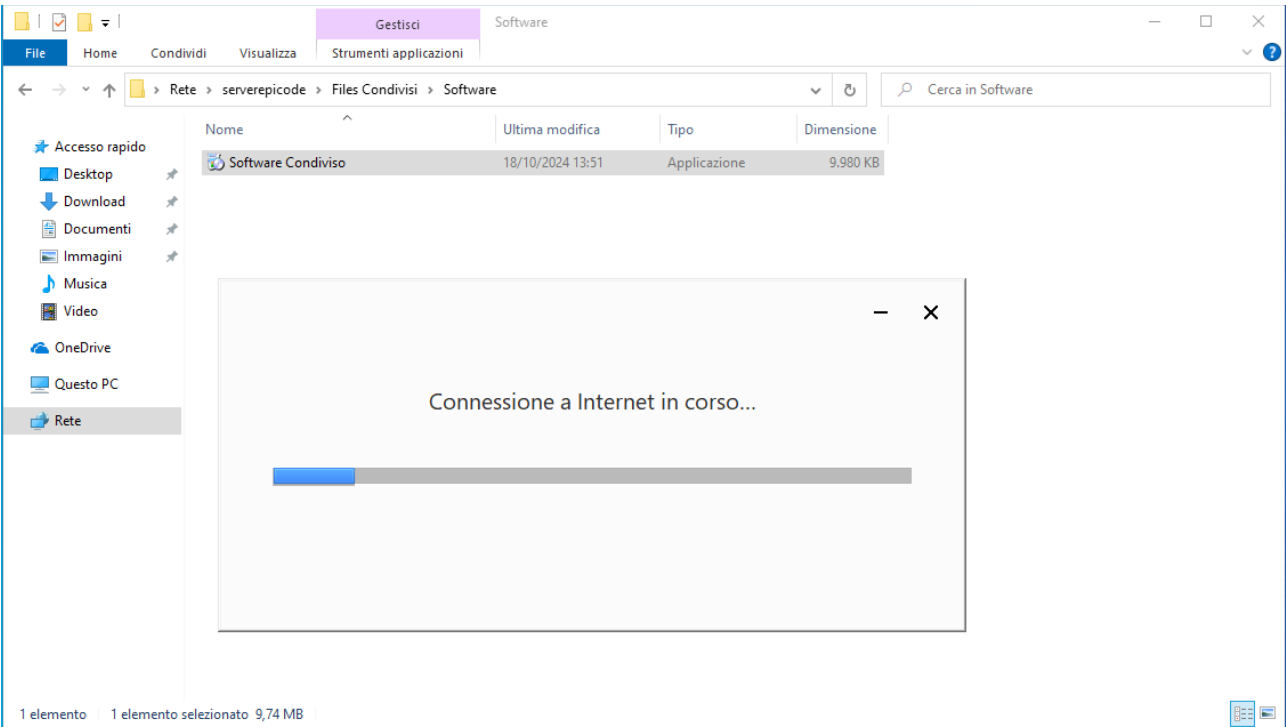 Gestisci
Software
File
Home
Condividi
Visualizza
Strumenti applicazioni
Rete › serverepicode › Files Condivisi › Software
Cerca in Software
Nome
Ultima modifica
Tipo
Dimensione
Software Condiviso
18/10/2024 13:51
Applicazione
9.980 KB
Accesso rapido
Desktop
Download
Documenti
Immagini
Musica
Video
OneDrive
Questo PC
Rete
Connessione a Internet in corso...
1 elemento
1 elemento selezionato 9,74 MB